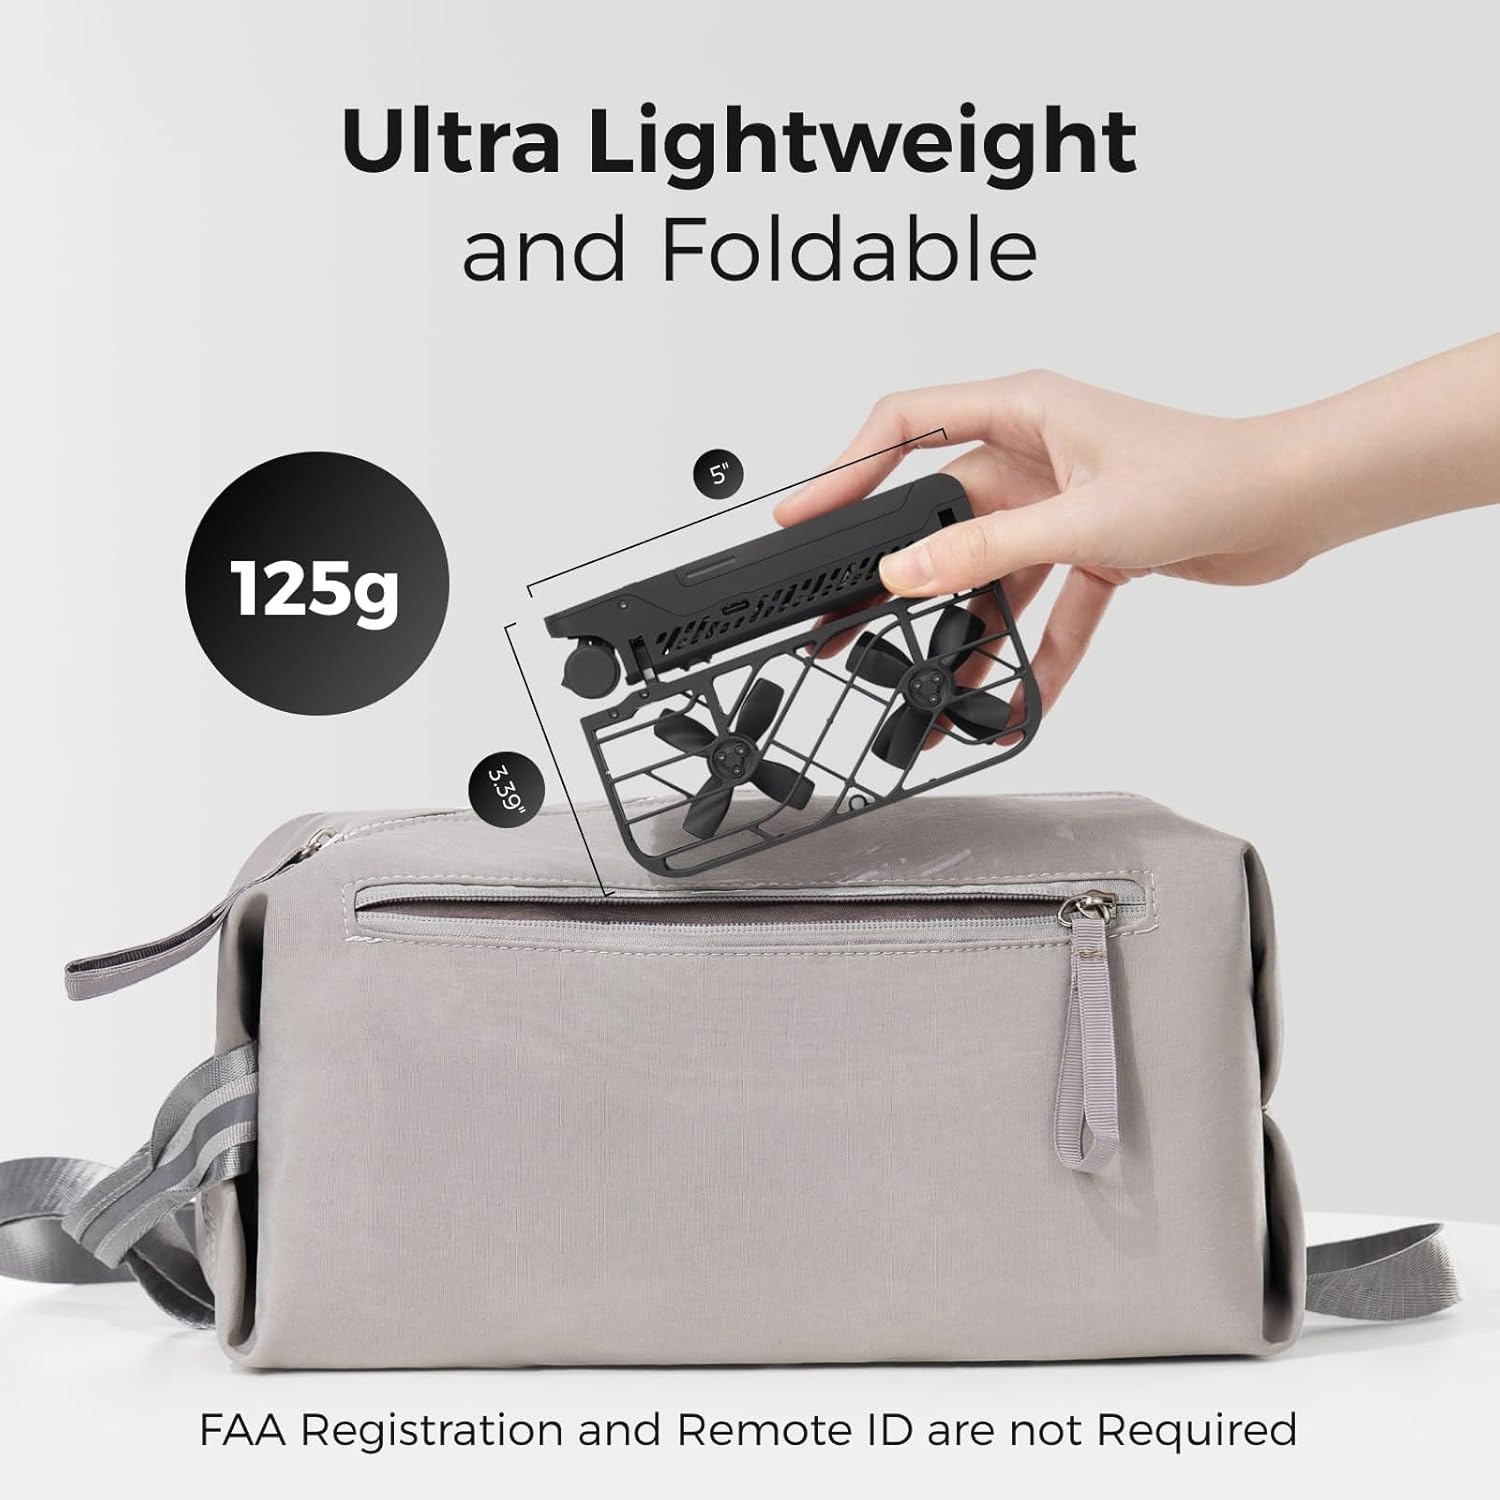 Ultra Lightweight
and Foldable
5"
125g
3.39"
FAA Registration and Remote ID are not Required